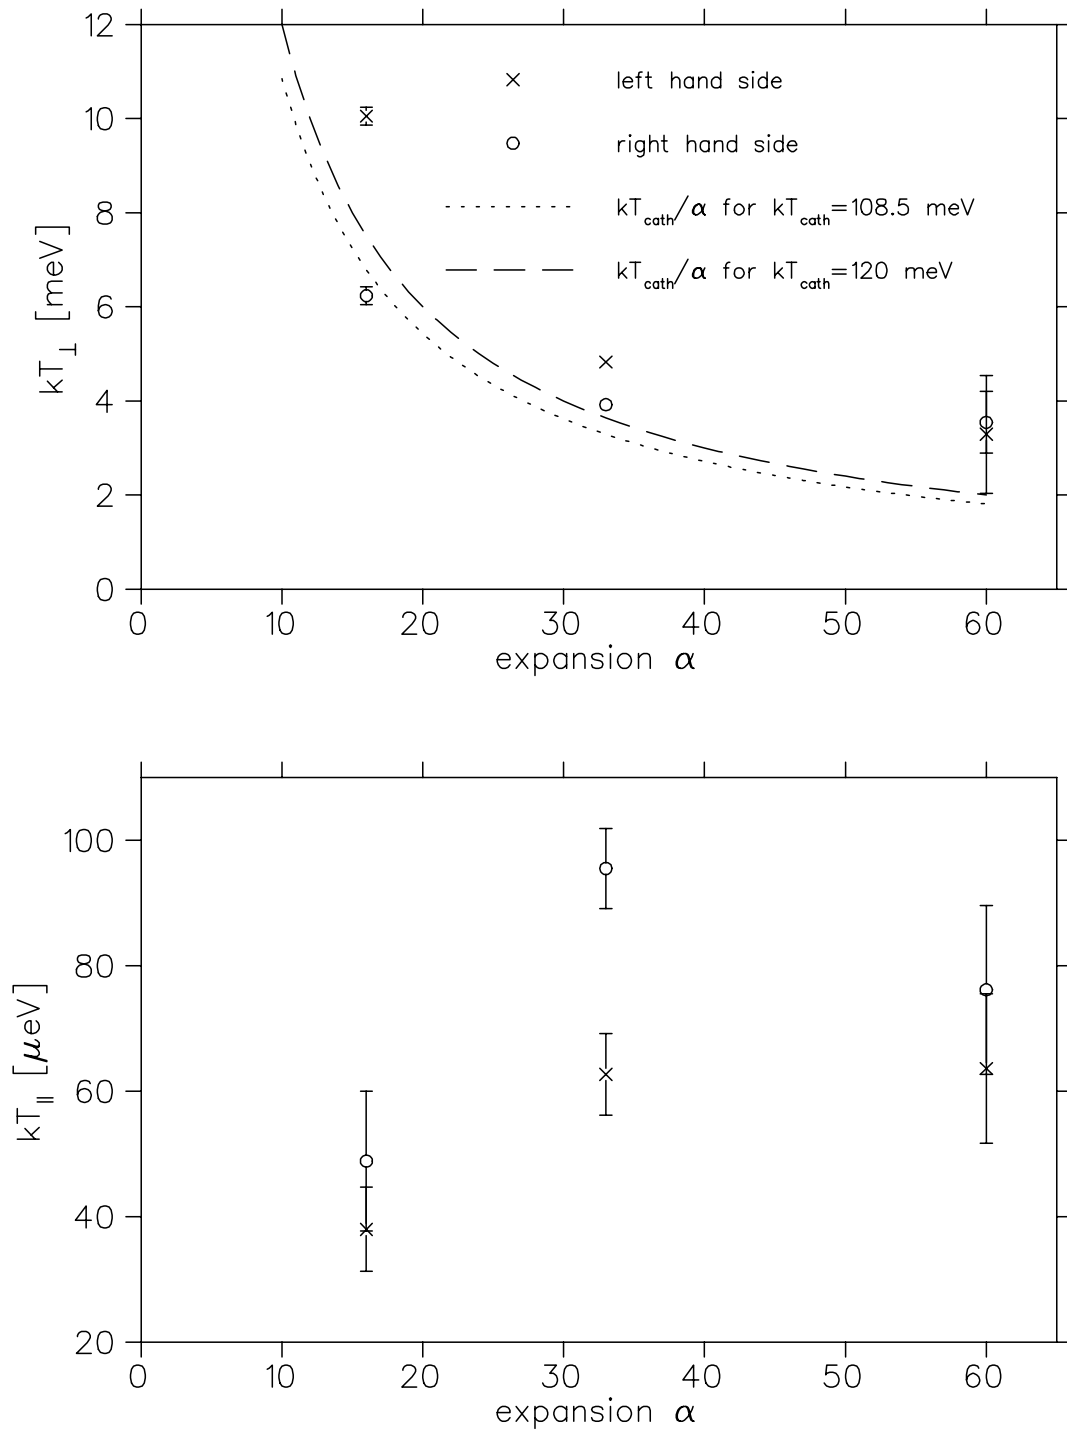 12
10
8
6
4
2
0
kT⊥ [meV]
left hand side
right hand side
kTcath/α for kTcath=108.5 meV
kTcath/α for kTcath=120 meV
0 10 20 30 40 50 60
expansion α
100
80
60
40
20
kT∥ [μeV]
0 10 20 30 40 50 60
expansion α